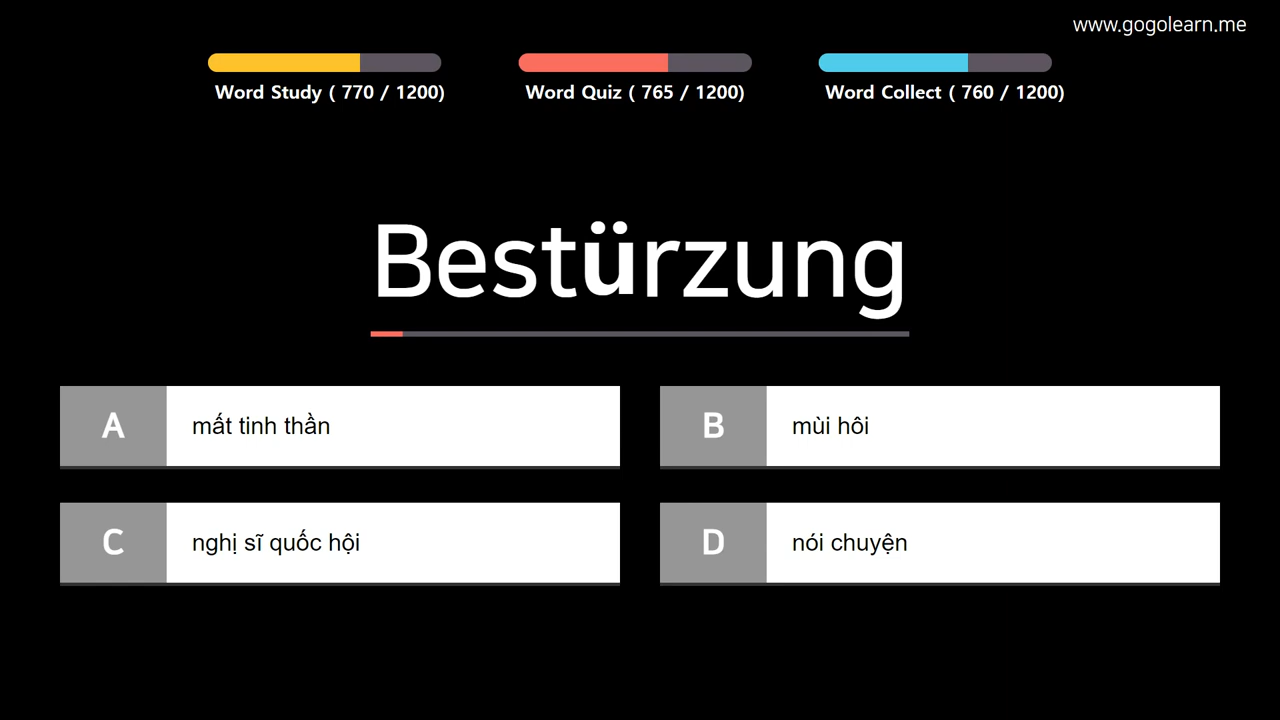 www.gogolearn.me
Word Study ( 770 / 1200)
Word Quiz ( 765 / 1200)
Word Collect ( 760 / 1200)
Bestürzung
A mất tinh thần
B mùi hôi
C nghị sĩ quốc hội
D nói chuyện